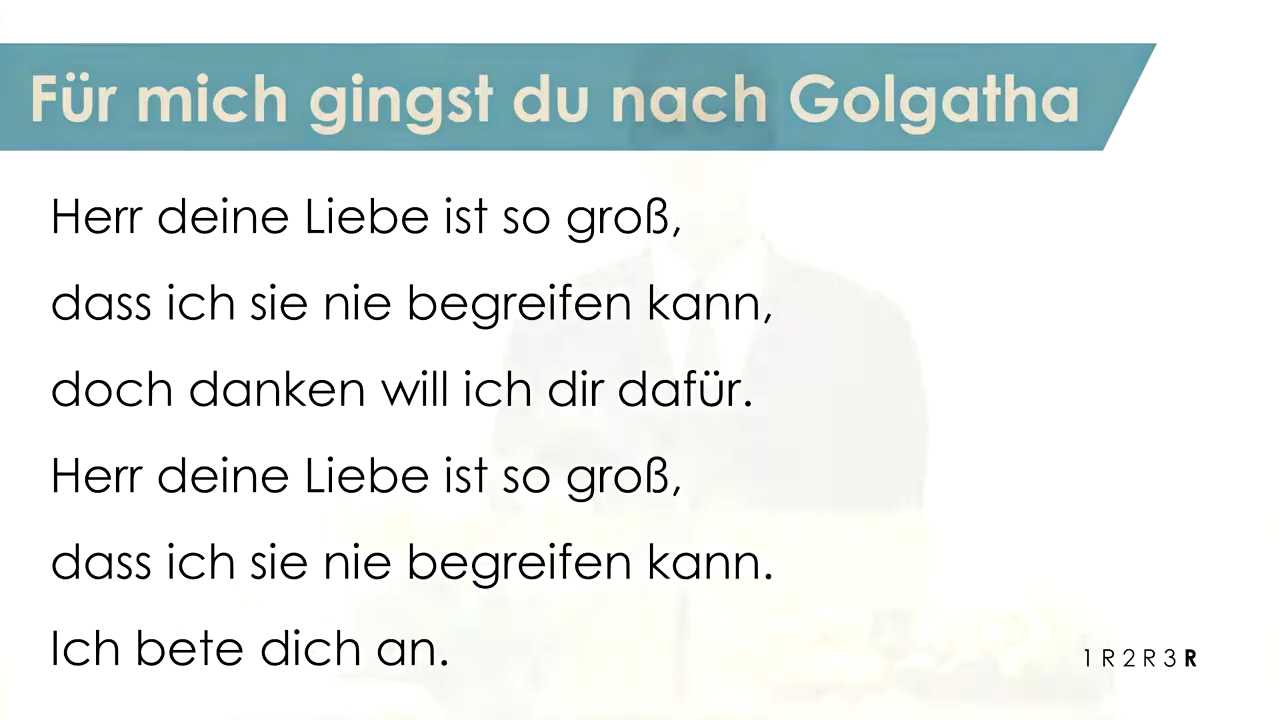 Für mich gingst du nach Golgatha
Herr deine Liebe ist so groß,
dass ich sie nie begreifen kann,
doch danken will ich dir dafür.
Herr deine Liebe ist so groß,
dass ich sie nie begreifen kann.
Ich bete dich an.
1 R 2 R 3 R